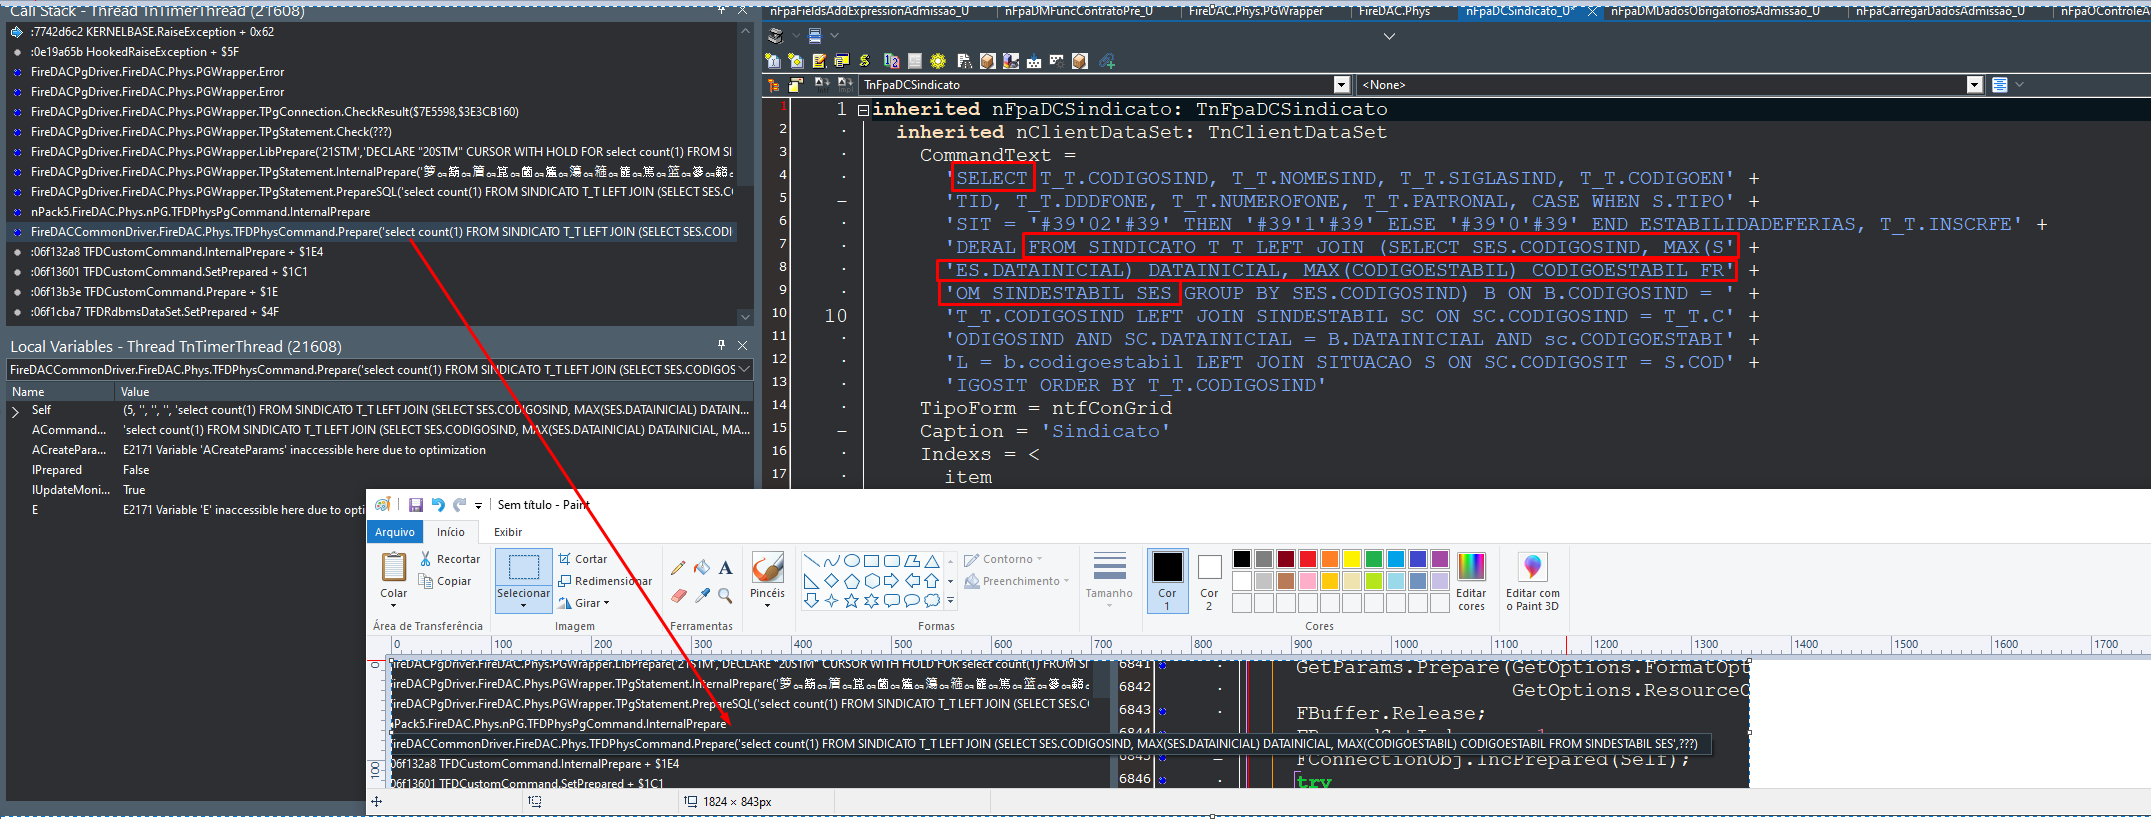 Call Stack - Thread TnTimerThread (21608)
:7742d6c2 KERNELBASE.RaiseException + 0x62
:0e19a65b HookedRaiseException + $5F
FireDACPgDriver.FireDAC.Phys.PGWrapper.Error
FireDACPgDriver.FireDAC.Phys.PGWrapper.Error
FireDACPgDriver.FireDAC.Phys.PGWrapper.TPgConnection.CheckResult($7E5598,$3E3CB160)
FireDACPgDriver.FireDAC.Phys.PGWrapper.TPgStatement.Check(???)
FireDACPgDriver.FireDAC.Phys.PGWrapper.LibPrepare('21STM','DECLARE "20STM" CURSOR WITH HOLD FOR select count(1) FROM SI
FireDACPgDriver.FireDAC.Phys.PGWrapper.TPgStatement.InternalPrepare('
FireDACPgDriver.FireDAC.Phys.PGWrapper.TPgStatement.PrepareSQL('select count(1) FROM SINDICATO T_T LEFT JOIN (SELECT SES.CO
nPack5.FireDAC.Phys.nPG.TFDPhysPgCommand.InternalPrepare
FireDACCommonDriver.FireDAC.Phys.TFDPhysCommand.Prepare('select count(1) FROM SINDICATO T_T LEFT JOIN (SELECT SES.CODI
:06f132a8 TFDCustomCommand.InternalPrepare + $1E4
:06f13601 TFDCustomCommand.SetPrepared + $1C1
:06f13b3e TFDCustomCommand.Prepare + $1E
:06f1cba7 TFDRdbmsDataSet.SetPrepared + $4F
Local Variables - Thread TnTimerThread (21608)
FireDACCommonDriver.FireDAC.Phys.TFDPhysCommand.Prepare('select count(1) FROM SINDICATO T_T LEFT JOIN (SELECT SES.CODIGOS
Name Value
Self (5, '', '', '', 'select count(1) FROM SINDICATO T_T LEFT JOIN (SELECT SES.CODIGOSIND, MAX(SES.DATAINICIAL) DATAIN...
ACommand... 'select count(1) FROM SINDICATO T_T LEFT JOIN (SELECT SES.CODIGOSIND, MAX(SES.DATAINICIAL) DATAINICIAL, MA...
ACreatePara... E2171 Variable 'ACreateParams' inaccessible here due to optimization
lPrepared False
lUpdateMoni... True
E E2171 Variable 'E' inaccessible here due to opti
nFpaFieldsAddExpressionAdmissao_U nFpaDMFuncContratoPre_U FireDAC.Phys.PGWrapper FireDAC.Phys nFpaDCSindicato_U* nFpaDMDadosObrigatoriosAdmissao_U nFpaCarregarDadosAdmissao_U nFpaOControleA
TnFpaDCSindicato <None>
1 1 inherited nFpaDCSindicato: TnFpaDCSindicato
2 inherited nClientDataSet: TnClientDataSet
3 CommandText =
4 'SELECT T_T.CODIGOSIND, T_T.NOMESIND, T_T.SIGLASIND, T_T.CODIGOEN' +
5 'TID, T_T.DDDFONE, T_T.NUMEROFONE, T_T.PATRONAL, CASE WHEN S.TIPO' +
6 'SIT = '#39'02'#39' THEN '#39'1'#39' ELSE '#39'0'#39' END ESTABILIDADEFERIAS, T_T.INSCRFE' +
7 'DERAL FROM SINDICATO T_T LEFT JOIN (SELECT SES.CODIGOSIND, MAX(S' +
8 'ES.DATAINICIAL) DATAINICIAL, MAX(CODIGOESTABIL) CODIGOESTABIL FR' +
9 'OM SINDESTABIL SES GROUP BY SES.CODIGOSIND) B ON B.CODIGOSIND = ' +
10 10 'T_T.CODIGOSIND LEFT JOIN SINDESTABIL SC ON SC.CODIGOSIND = T_T.C' +
11 'ODIGOSIND AND SC.DATAINICIAL = B.DATAINICIAL AND sc.CODIGOESTABI' +
12 'L = b.codigoestabil LEFT JOIN SITUACAO S ON SC.CODIGOSIT = S.COD' +
13 'IGOSIT ORDER BY T_T.CODIGOSIND'
14 TipoForm = ntfConGrid
15 Caption = 'Sindicato'
16 Indexs = <
17 item
Sem título - Paint
Arquivo Início Exibir
Colar
Recortar
Copiar
Área de Transferência
Selecionar
Cortar
Redimensionar
Girar
Imagem
A
Ferramentas
Pincéis
Contorno
Preenchimento
Formas
Tamanho
Cor 1
Cor 2
Cores
Editar cores
Editar com o Paint 3D
0 100 200 300 400 500 600 700 800 900 1000 1100 1200 1300 1400 1500 1600 1700
0
100
FireDACPgDriver.FireDAC.Phys.PGWrapper.LibPrepare('21STM','DECLARE "20STM" CURSOR WITH HOLD FOR select count(1) FROM SI
ireDACPgDriver.FireDAC.Phys.PGWrapper.TPgStatement.InternalPrepare('
ireDACPgDriver.FireDAC.Phys.PGWrapper.TPgStatement.PrepareSQL('select count(1) FROM SINDICATO T_T LEFT JOIN (SELECT SES.CO
nPack5.FireDAC.Phys.nPG.TFDPhysPgCommand.InternalPrepare
ireDACCommonDriver.FireDAC.Phys.TFDPhysCommand.Prepare('select count(1) FROM SINDICATO T_T LEFT JOIN (SELECT SES.CODIGOSIND, MAX(SES.DATAINICIAL) DATAINICIAL, MAX(CODIGOESTABIL) CODIGOESTABIL FROM SINDESTABIL SES',???)
06f132a8 TFDCustomCommand.InternalPrepare + $1E4
06f13601 TFDCustomCommand.SetPrepared + $1C1
6841 GetParams.Prepare(GetOptions.FormatOpt
6842 GetOptions.ResourceO
6843 FBuffer.Release;
6845 FConnectionObj.IncPrepared(Self);
6846 try
1824 × 843px